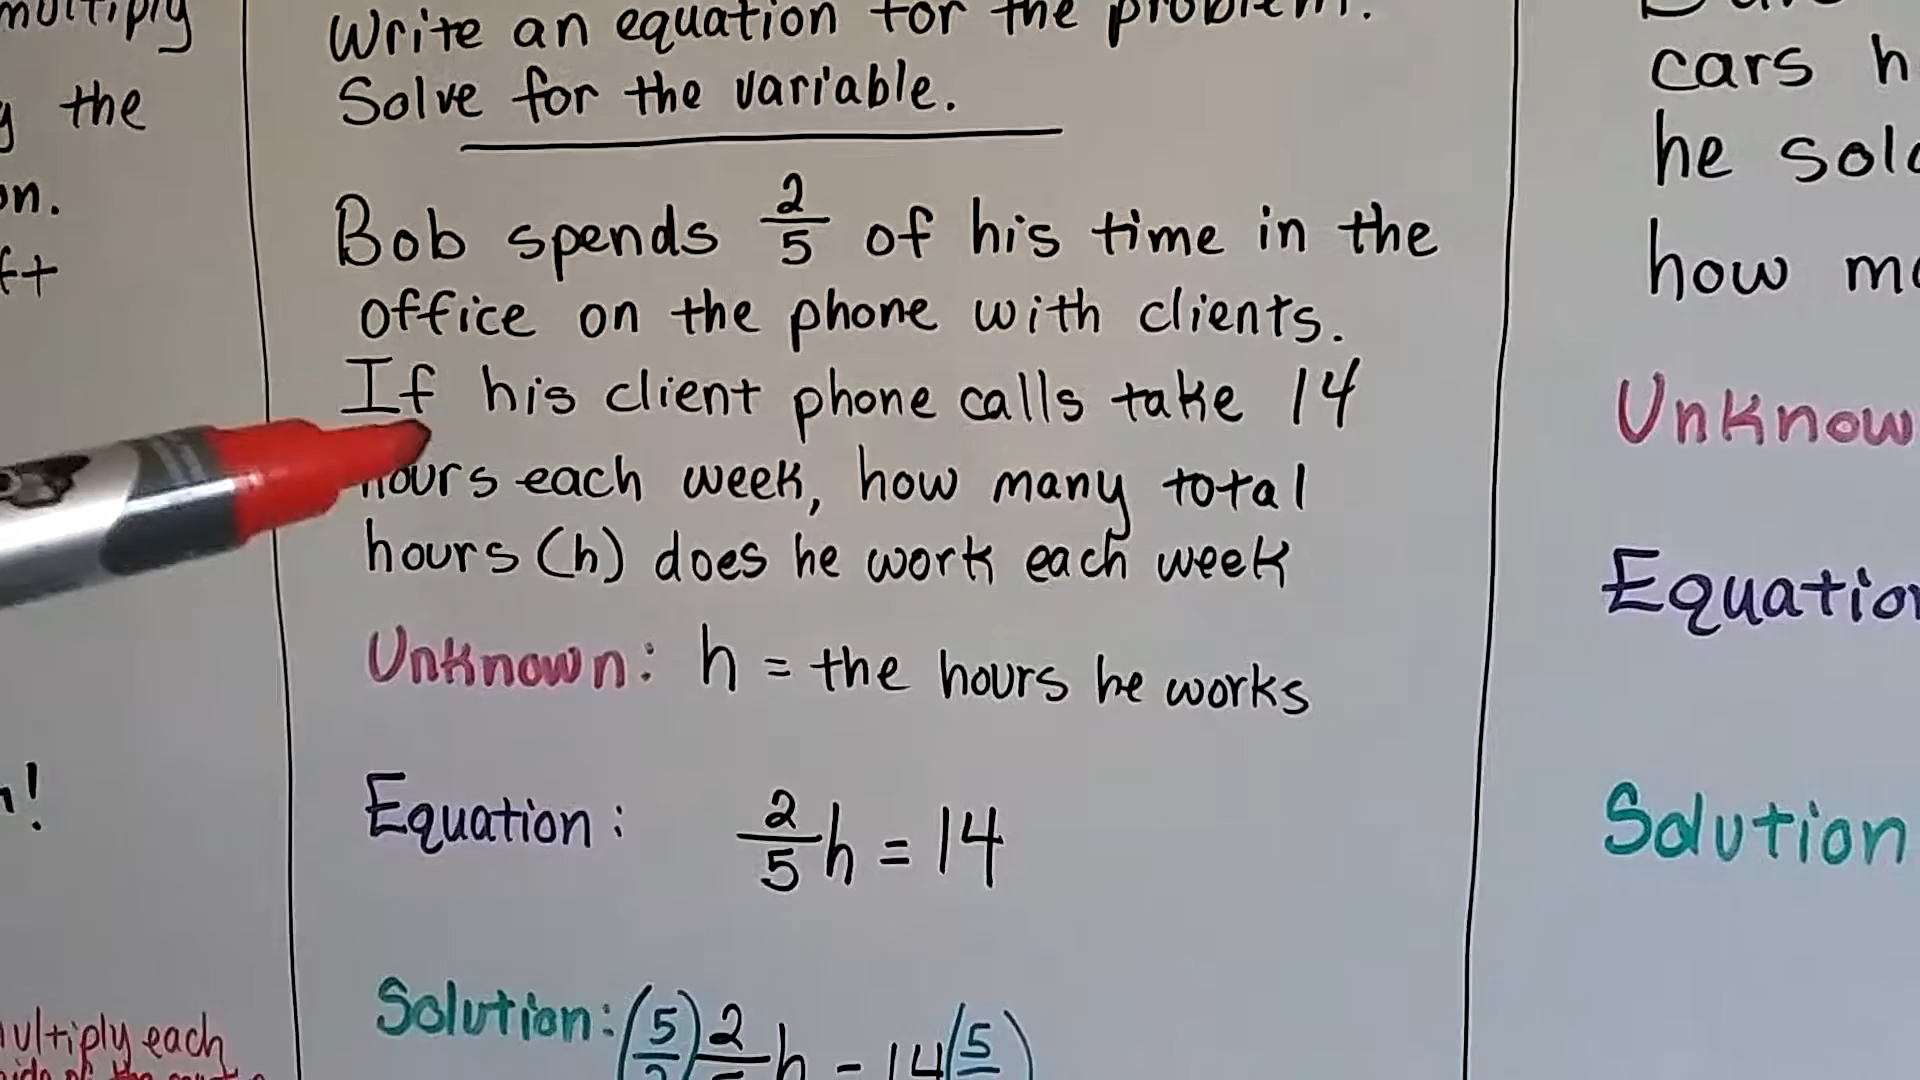 multiply
the
on.
ft
n!
multiply each
Write an equation for the problem.
Solve for the variable.
Bob spends 2/5 of his time in the
office on the phone with clients.
If his client phone calls take 14
hours each week, how many total
hours (h) does he work each week
Unknown: h = the hours he works
Equation: 2/5 h = 14
Solution: (5/2) 2/5 h = 14 (5
cars h
he sol
how m
Unknow
Equation
Solution